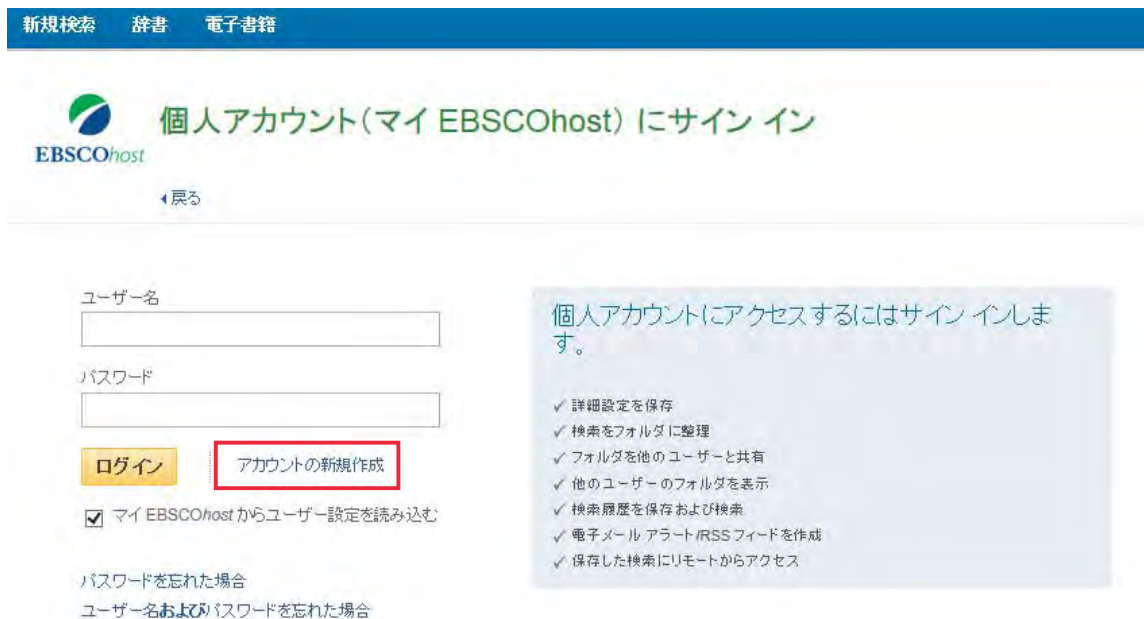 新規検索 辞書 電子書籍
個人アカウント(マイ EBSCOhost) にサイン イン
EBSCOhost
戻る
ユーザー名
パスワード
ログイン アカウントの新規作成
マイ EBSCOhost からユーザー設定を読み込む
パスワードを忘れた場合
ユーザー名およびパスワードを忘れた場合
個人アカウントにアクセスするにはサイン インしま
す。
✓ 詳細設定を保存
✓ 検索をフォルダに整理
✓ フォルダを他のユーザーと共有
✓ 他のユーザーのフォルダを表示
✓ 検索履歴を保存および検索
✓ 電子メール アラート/RSS フィードを作成
✓ 保存した検索にリモートからアクセス